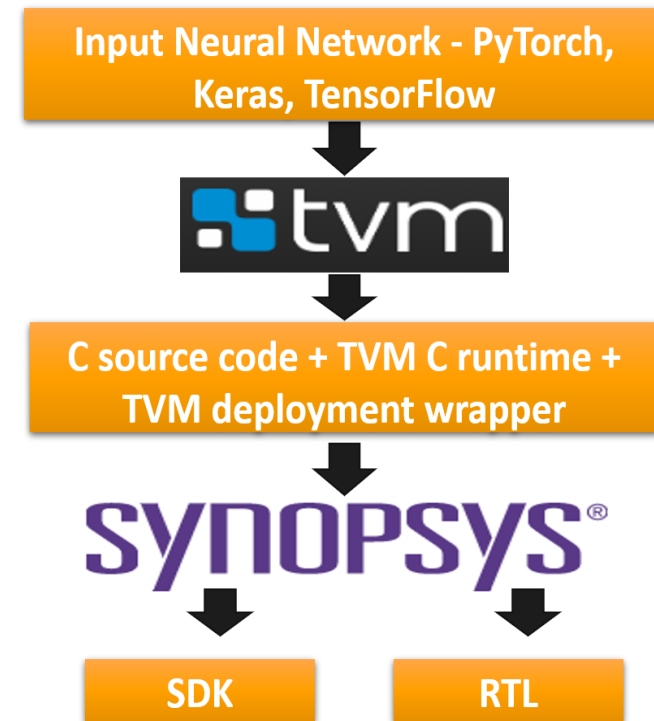 Input Neural Network - PyTorch,
Keras, TensorFlow
tvm
C source code + TVM C runtime +
TVM deployment wrapper
SYNOPSYS®
SDK
RTL